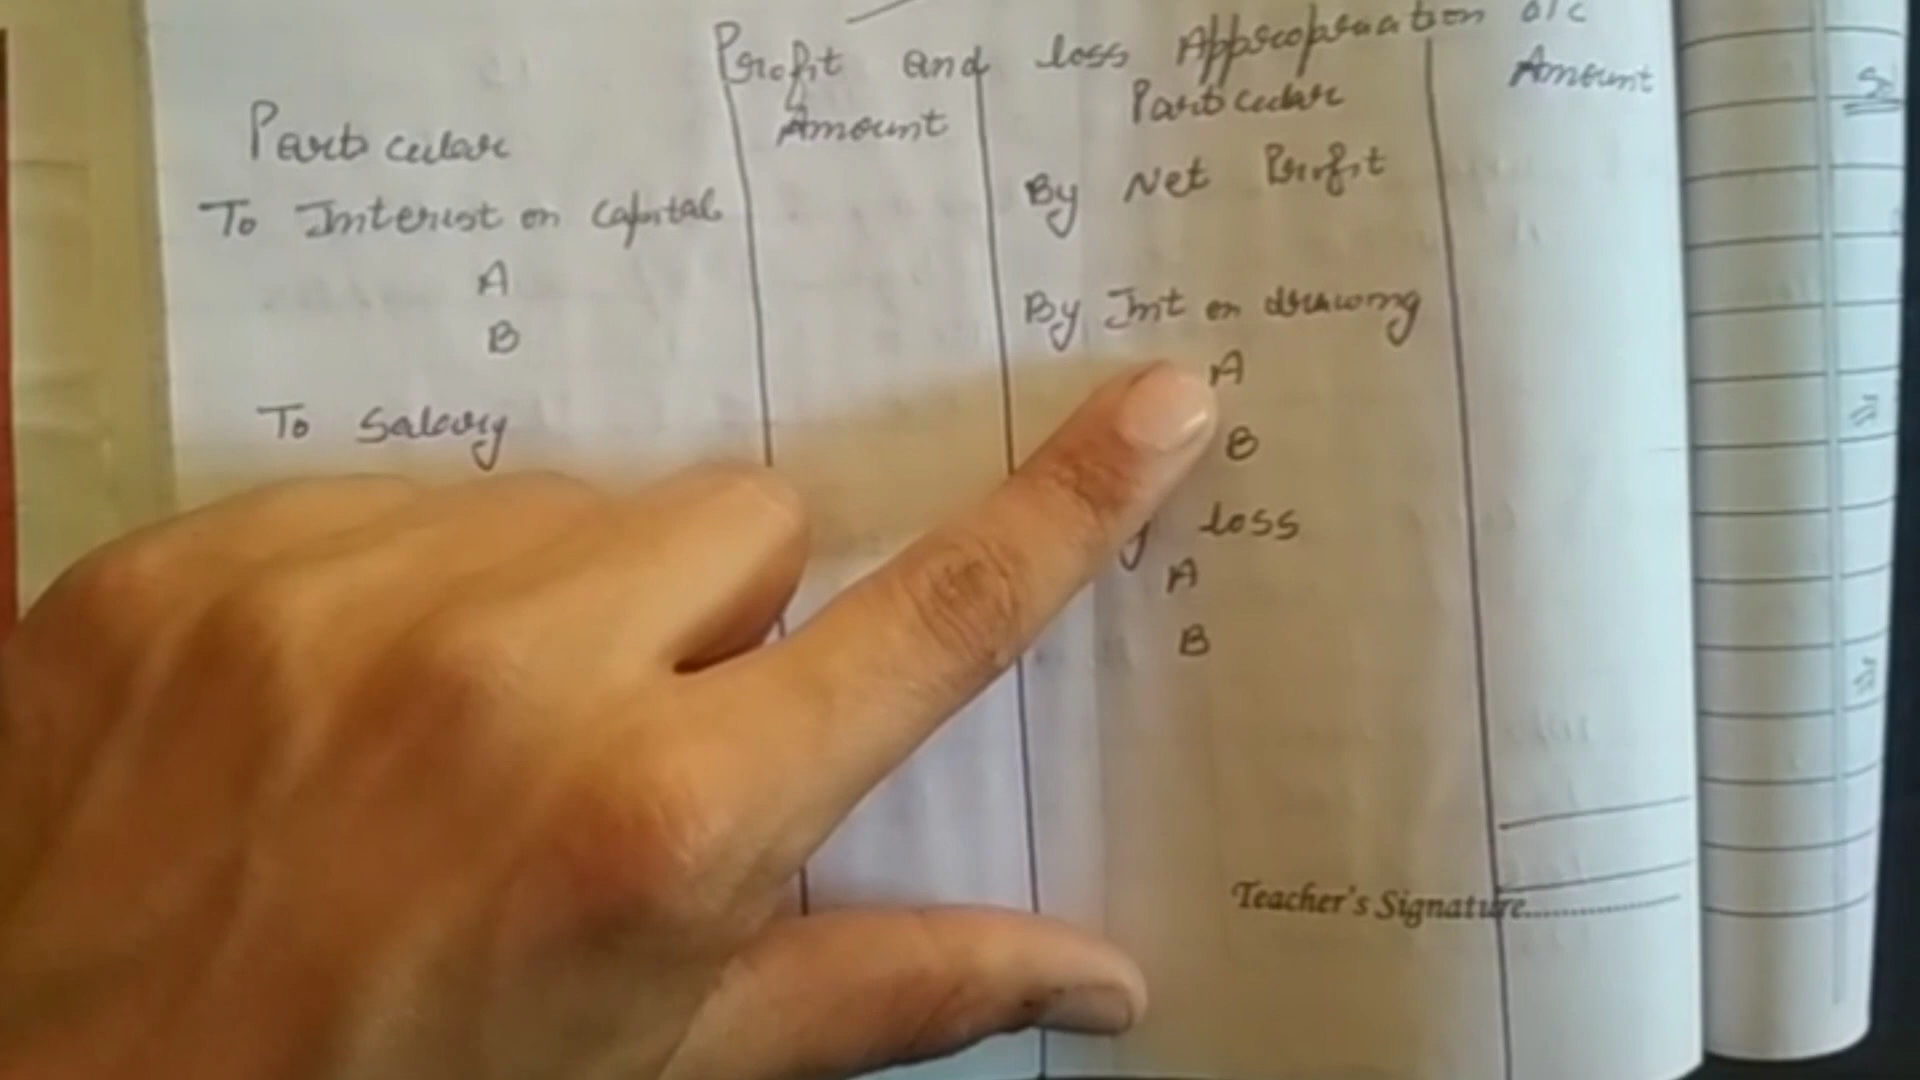 Profit and loss Appropriation a/c
Particular
Amount
Particular
Amount
To Interest on capital
A
B
To Salary
By Net Profit
By Int on drawing
A
B
loss
A
B
Teacher's Signature